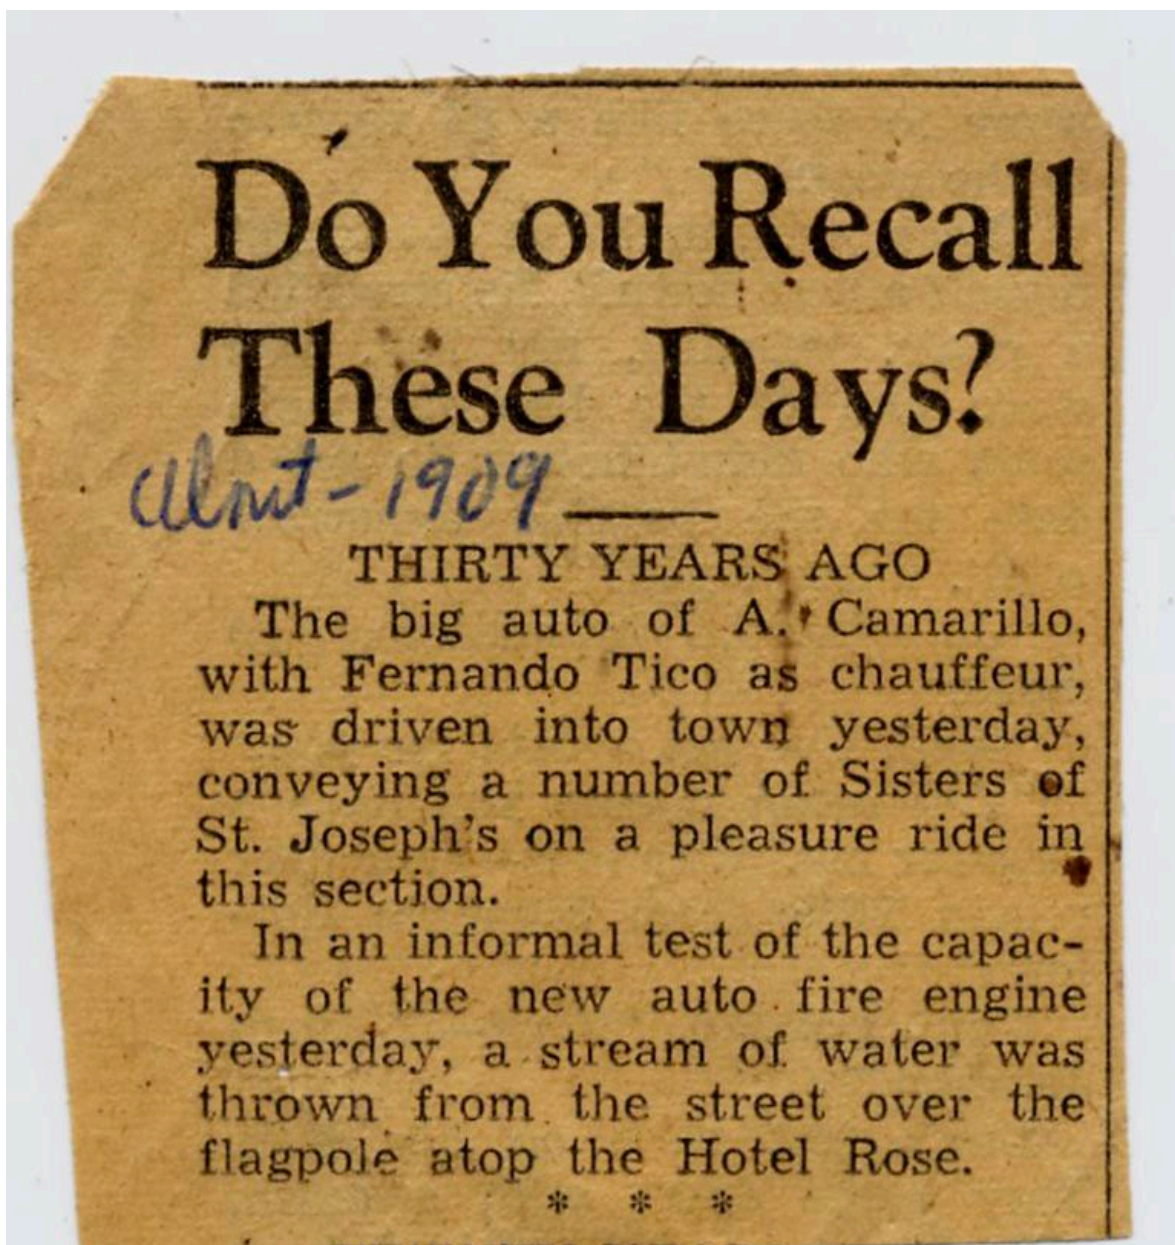 Do You Recall
These Days?
About - 1909
THIRTY YEARS AGO
The big auto of A. Camarillo,
with Fernando Tico as chauffeur,
was driven into town yesterday,
conveying a number of Sisters of
St. Joseph's on a pleasure ride in
this section.
In an informal test of the capac-
ity of the new auto fire engine
yesterday, a stream of water was
thrown from the street over the
flagpole atop the Hotel Rose.
* * *